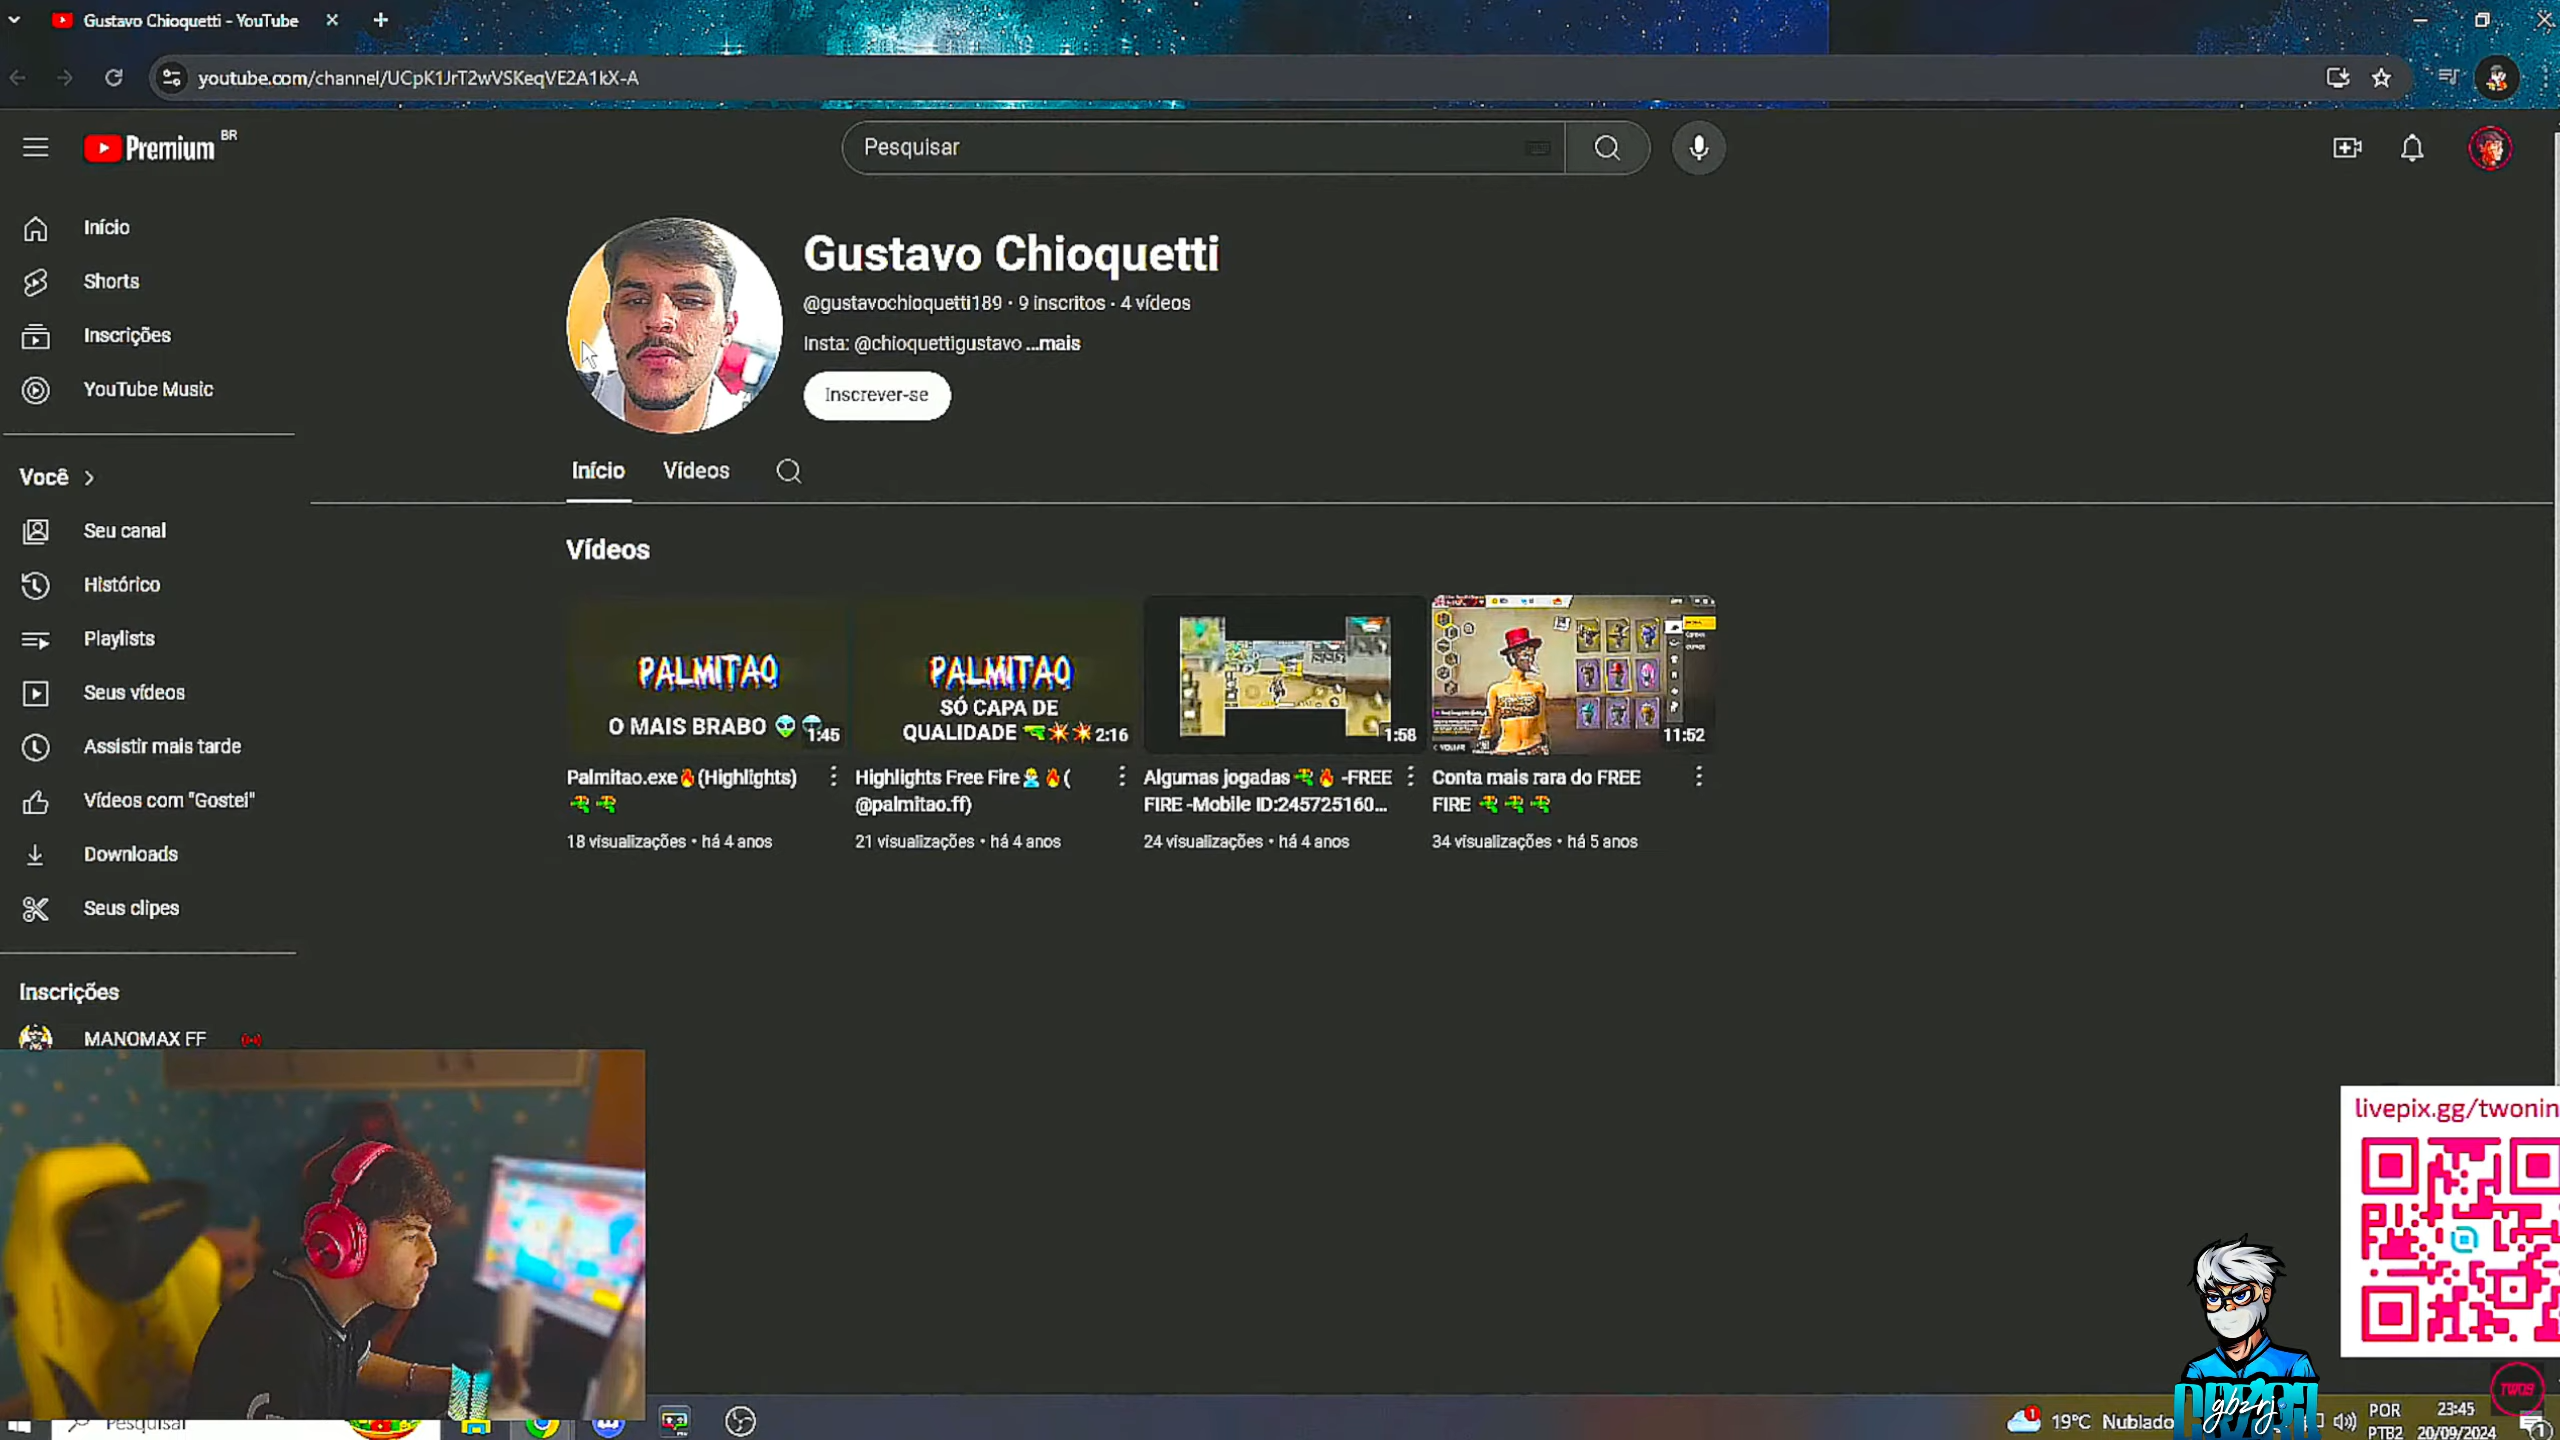 Gustavo Chioquetti - YouTube
youtube.com/channel/UCpK1JrT2wVSKeqVE2A1kX-A
Premium BR
Pesquisar
Início
Shorts
Inscrições
YouTube Music
Você
Seu canal
Histórico
Playlists
Seus vídeos
Assistir mais tarde
Vídeos com "Gostei"
Downloads
Seus clipes
Inscrições
MANOMAX FF
Gustavo Chioquetti
@gustavochioquetti189 · 9 inscritos · 4 vídeos
Insta: @chioquettigustavo ...mais
Inscrever-se
Início Vídeos
Vídeos
PALMITAO
O MAIS BRABO 👽
1:45
Palmitao.exe🔥(Highlights)
🔫🔫
18 visualizações • há 4 anos
PALMITAO
SÓ CAPA DE
QUALIDADE 🔫💥💥 2:16
Highlights Free Fire🤦‍♂️🔥(
@palmitao.ff)
21 visualizações • há 4 anos
1:58
Algumas jogadas 🔫🔥 -FREE
FIRE -Mobile ID:245725160...
24 visualizações • há 4 anos
11:52
Conta mais rara do FREE
FIRE 🔫🔫🔫
34 visualizações • há 5 anos
livepix.gg/twonin
TWO9
gbzrj
Pesquisar
19°C Nublado
POR
PTB2
23:45
20/09/2024